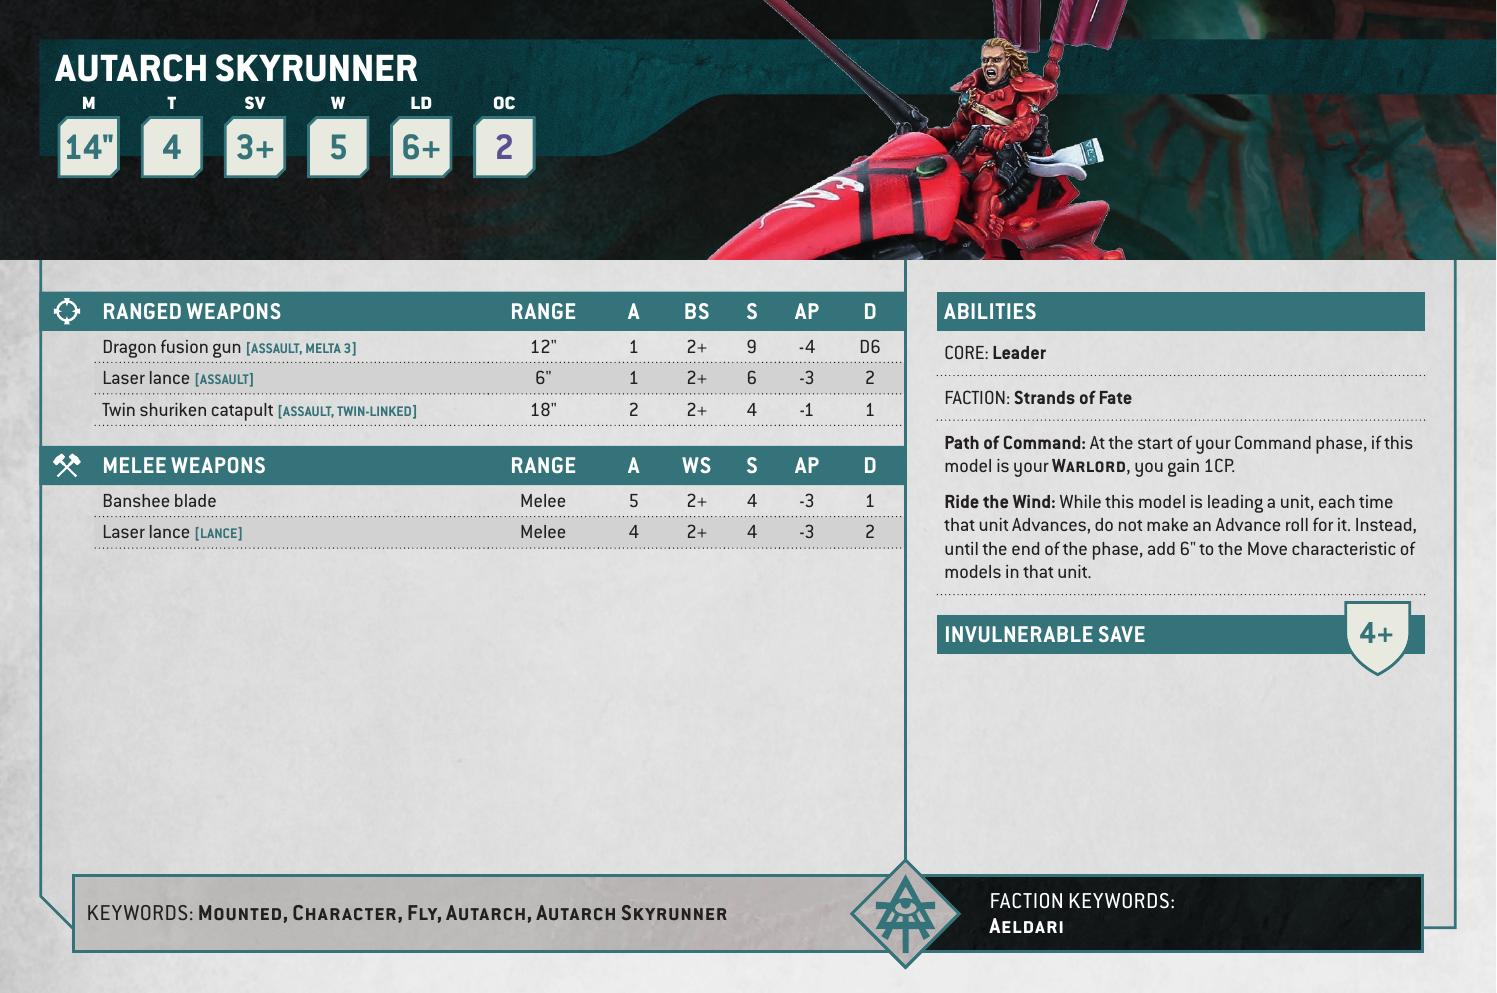 AUTARCH SKYRUNNER
M T SV W LD OC
14" 4 3+ 5 6+ 2
RANGED WEAPONS RANGE A BS S AP D
Dragon fusion gun [ASSAULT, MELTA 3] 12" 1 2+ 9 -4 D6
Laser lance [ASSAULT] 6" 1 2+ 6 -3 2
Twin shuriken catapult [ASSAULT, TWIN-LINKED] 18" 2 2+ 4 -1 1
MELEE WEAPONS RANGE A WS S AP D
Banshee blade Melee 5 2+ 4 -3 1
Laser lance [LANCE] Melee 4 2+ 4 -3 2
ABILITIES
CORE: Leader
FACTION: Strands of Fate
Path of Command: At the start of your Command phase, if this
model is your WARLORD, you gain 1CP.
Ride the Wind: While this model is leading a unit, each time
that unit Advances, do not make an Advance roll for it. Instead,
until the end of the phase, add 6" to the Move characteristic of
models in that unit.
INVULNERABLE SAVE 4+
KEYWORDS: MOUNTED, CHARACTER, FLY, AUTARCH, AUTARCH SKYRUNNER
FACTION KEYWORDS:
AELDARI